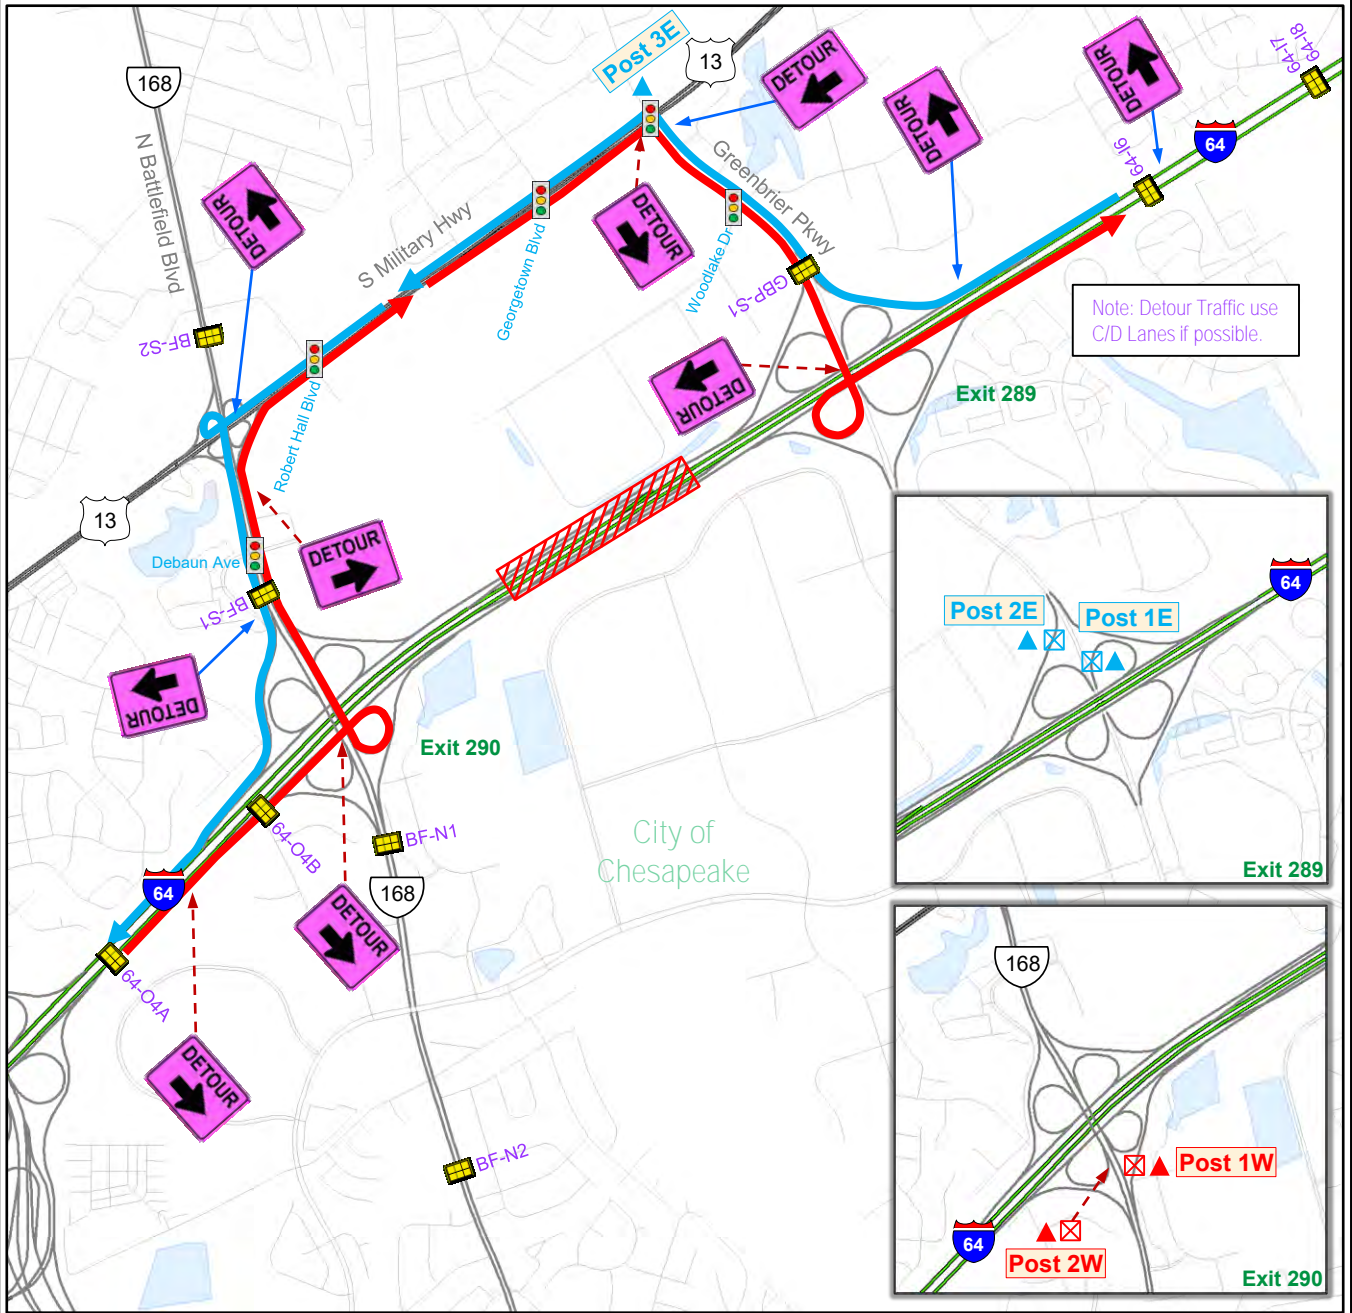 168
N Battlefield Blvd
Post 3E
13
DETOUR
DETOUR
DETOUR
64-I7
64-I8
64
64-I6
DETOUR
S Military Hwy
Georgetown Blvd
DETOUR
Woodlake Dr
Greenbrier Pkwy
GBP-S1
Note: Detour Traffic use
C/D Lanes if possible.
BF-S2
Robert Hall Blvd
DETOUR
Exit 289
13
Debaun Ave
DETOUR
BF-S1
DETOUR
Exit 290
64-O4B
BF-N1
City of
Chesapeake
64
168
DETOUR
64-O4A
DETOUR
BF-N2
64
Post 2E
Post 1E
Exit 289
168
Post 1W
64
Post 2W
Exit 290